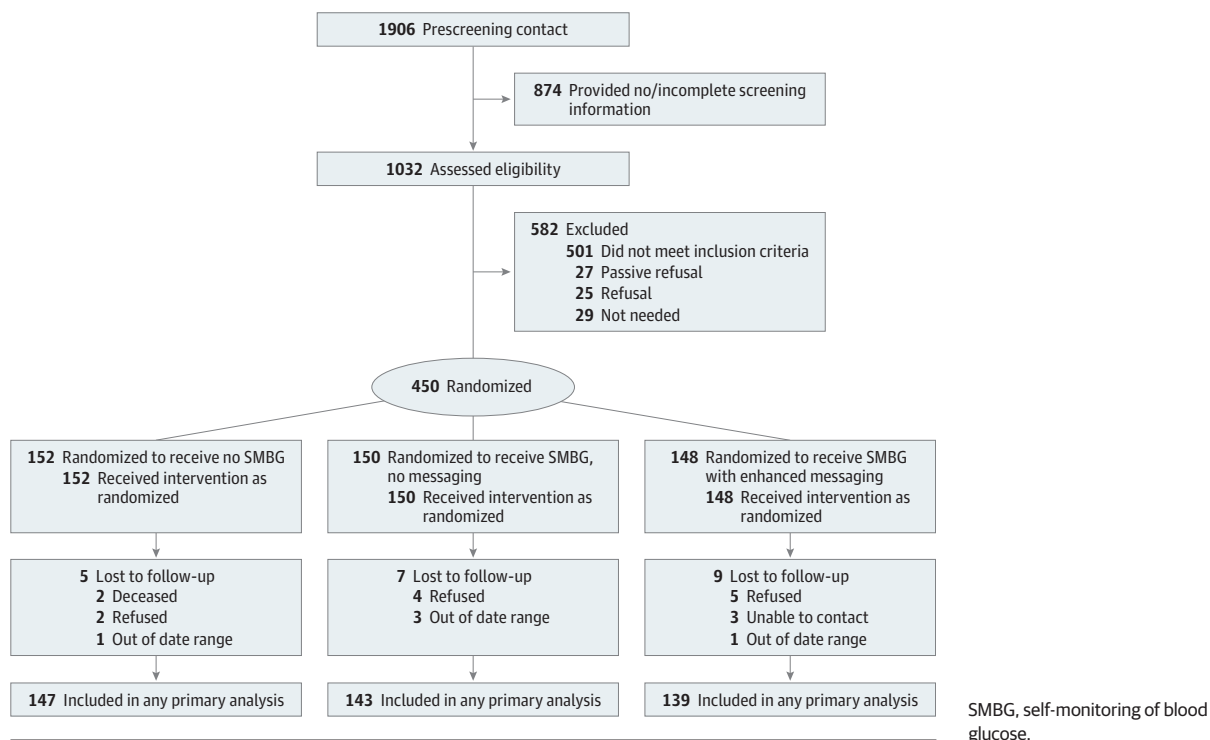 1906 Prescreening contact
874 Provided no/incomplete screening
information
1032 Assessed eligibility
582 Excluded
501 Did not meet inclusion criteria
27 Passive refusal
25 Refusal
29 Not needed
450 Randomized
152 Randomized to receive no SMBG
152 Received intervention as
randomized
150 Randomized to receive SMBG,
no messaging
150 Received intervention as
randomized
148 Randomized to receive SMBG
with enhanced messaging
148 Received intervention as
randomized
5 Lost to follow-up
2 Deceased
2 Refused
1 Out of date range
7 Lost to follow-up
4 Refused
3 Out of date range
9 Lost to follow-up
5 Refused
3 Unable to contact
1 Out of date range
147 Included in any primary analysis
143 Included in any primary analysis
139 Included in any primary analysis
SMBG, self-monitoring of blood
glucose.